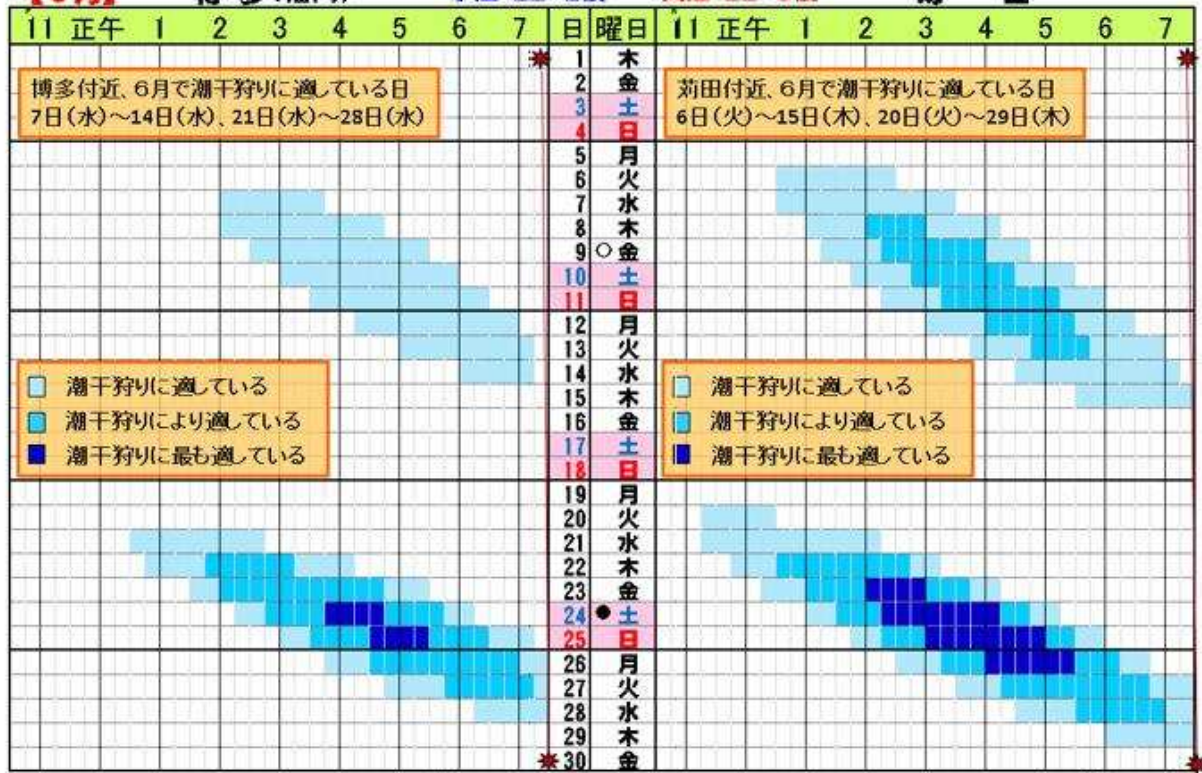 11 正午 1 2 3 4 5 6 7 日 曜日 11 正午 1 2 3 4 5 6 7
博多付近、6月で潮干狩りに適している日
7日(水)～14日(水)、21日(水)～28日(水)
苅田付近、6月で潮干狩りに適している日
6日(火)～15日(木)、20日(火)～29日(木)
1 木
2 金
3 土
4 日
5 月
6 火
7 水
8 木
9 金
10 土
11 日
12 月
13 火
14 水
15 木
16 金
17 土
18 日
19 月
20 火
21 水
22 木
23 金
24 土
25 日
26 月
27 火
28 水
29 木
30 金
潮干狩りに適している
潮干狩りにより適している
潮干狩りに最も適している
潮干狩りに適している
潮干狩りにより適している
潮干狩りに最も適している